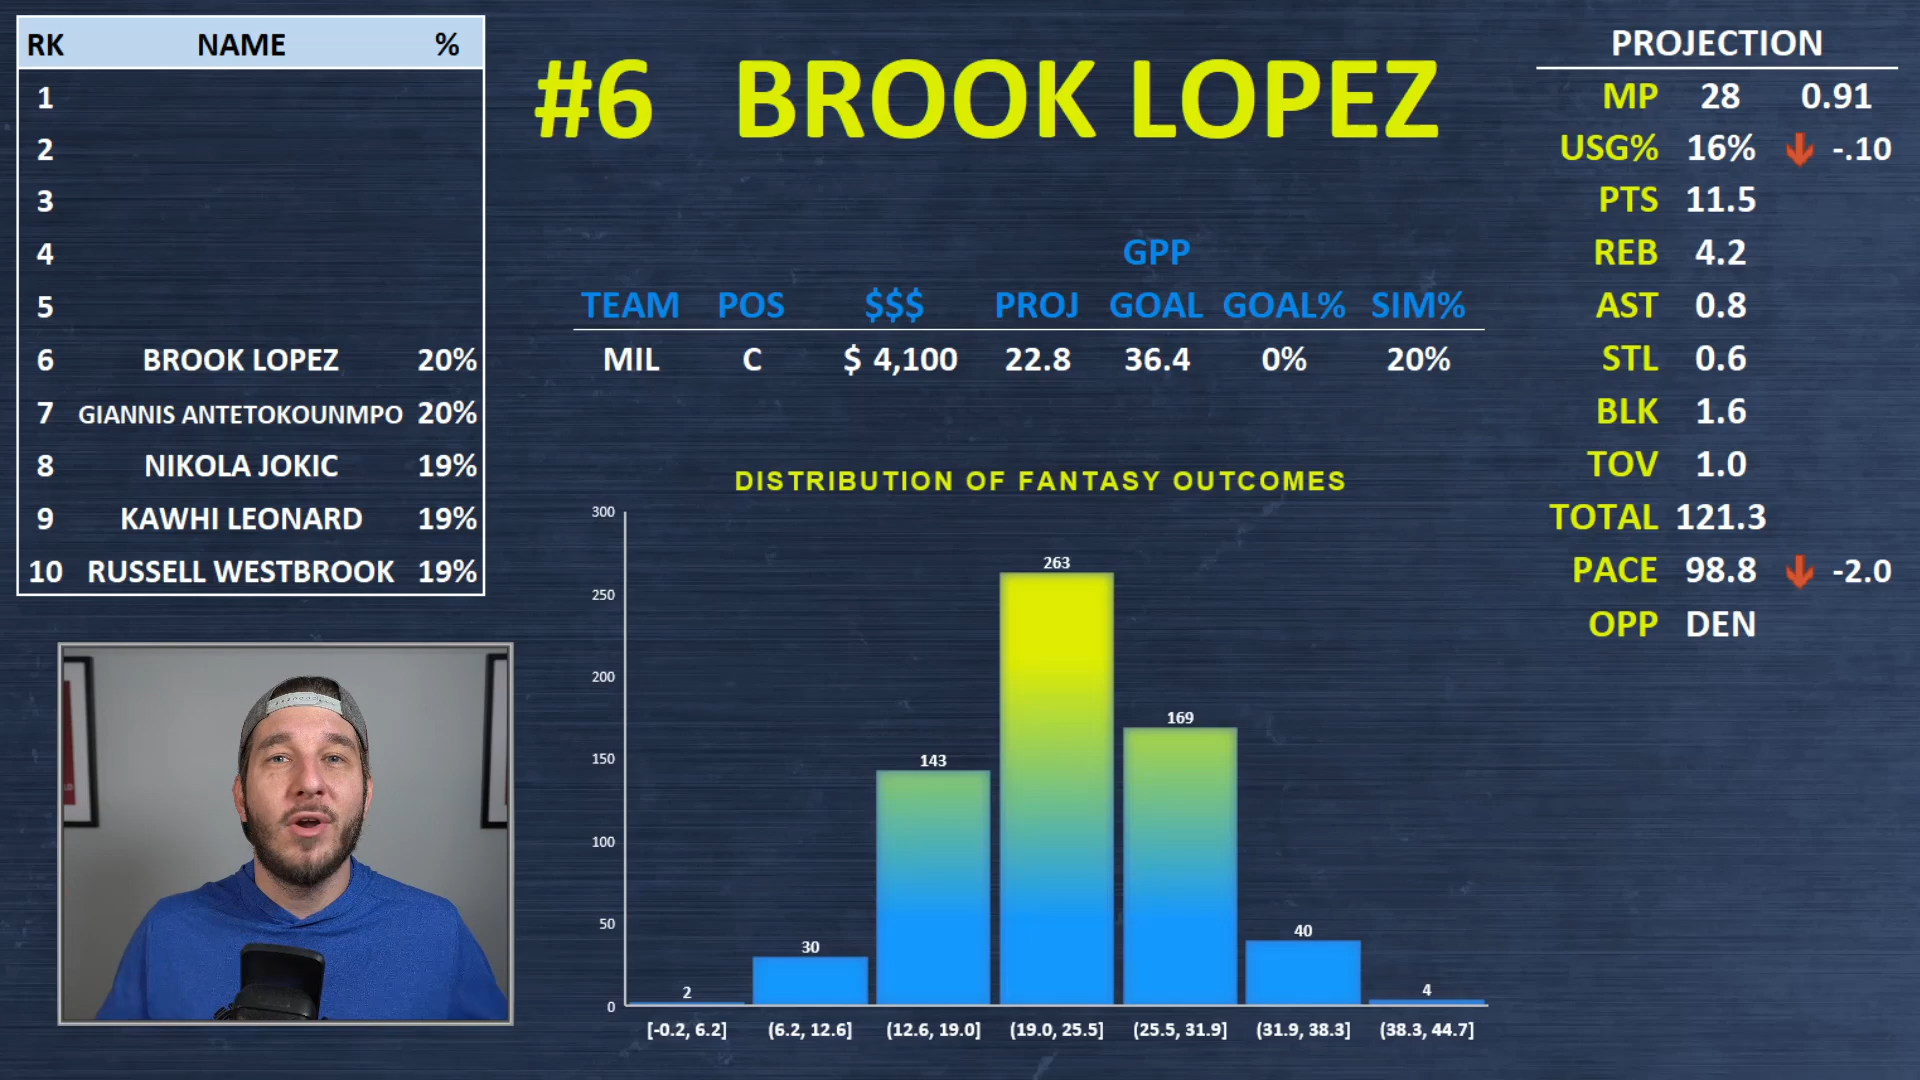 RK NAME %
1
2
3
4
5
6 BROOK LOPEZ 20%
7 GIANNIS ANTETOKOUNMPO 20%
8 NIKOLA JOKIC 19%
9 KAWHI LEONARD 19%
10 RUSSELL WESTBROOK 19%
#6 BROOK LOPEZ
GPP
TEAM POS $$$ PROJ GOAL GOAL% SIM%
MIL C $ 4,100 22.8 36.4 0% 20%
DISTRIBUTION OF FANTASY OUTCOMES
300
250
200
150
100
50
0
2
30
143
263
169
40
4
[-0.2, 6.2] (6.2, 12.6] (12.6, 19.0] (19.0, 25.5] (25.5, 31.9] (31.9, 38.3] (38.3, 44.7]
PROJECTION
MP 28 0.91
USG% 16% -.10
PTS 11.5
REB 4.2
AST 0.8
STL 0.6
BLK 1.6
TOV 1.0
TOTAL 121.3
PACE 98.8 -2.0
OPP DEN